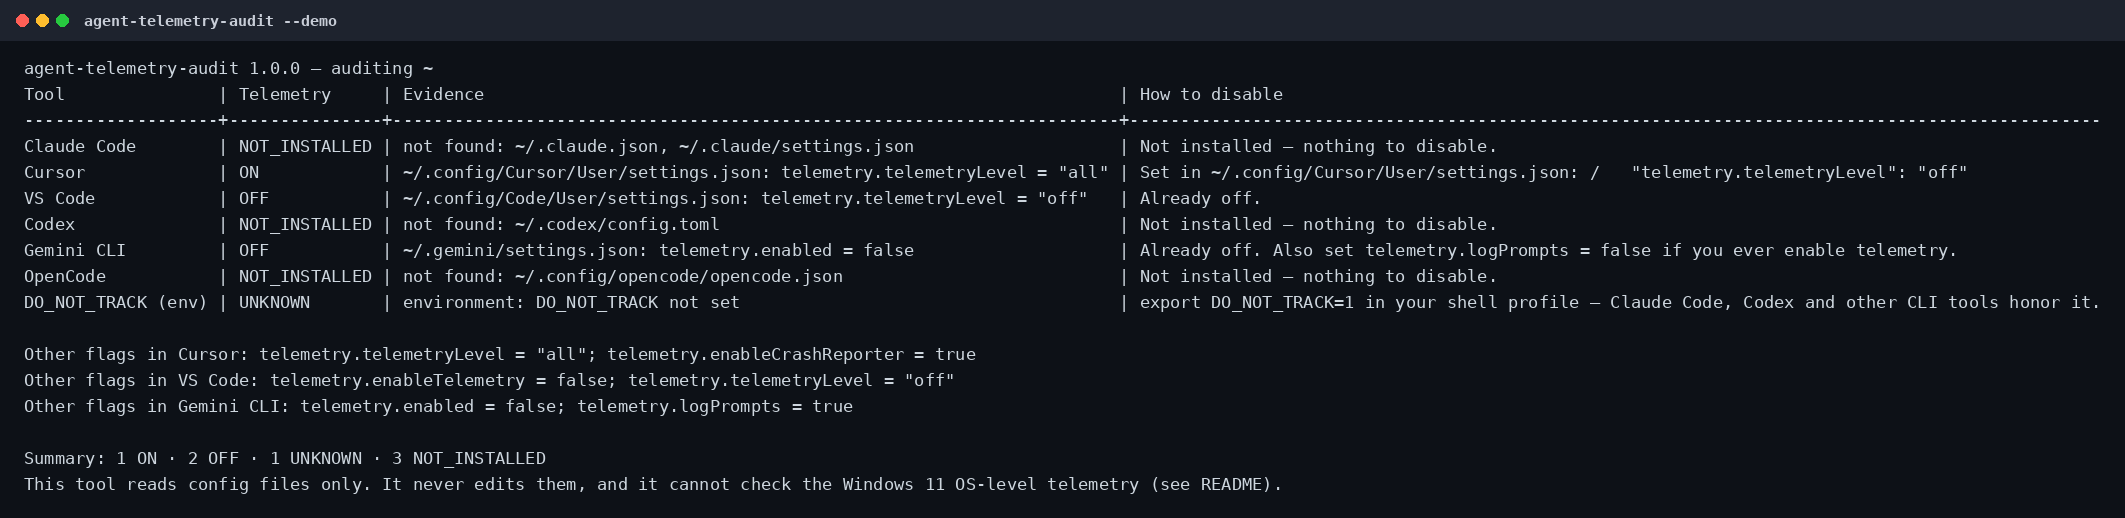 agent-telemetry-audit --demo
agent-telemetry-audit 1.0.0 — auditing ~
Tool               | Telemetry     | Evidence                                                              | How to disable
-------------------+---------------+-----------------------------------------------------------------------+-----------------------------------------------------------------------------------------------
Claude Code        | NOT_INSTALLED | not found: ~/.claude.json, ~/.claude/settings.json                    | Not installed — nothing to disable.
Cursor             | ON            | ~/.config/Cursor/User/settings.json: telemetry.telemetryLevel = "all" | Set in ~/.config/Cursor/User/settings.json: /   "telemetry.telemetryLevel": "off"
VS Code            | OFF           | ~/.config/Code/User/settings.json: telemetry.telemetryLevel = "off"   | Already off.
Codex              | NOT_INSTALLED | not found: ~/.codex/config.toml                                       | Not installed — nothing to disable.
Gemini CLI         | OFF           | ~/.gemini/settings.json: telemetry.enabled = false                    | Already off. Also set telemetry.logPrompts = false if you ever enable telemetry.
OpenCode           | NOT_INSTALLED | not found: ~/.config/opencode/opencode.json                           | Not installed — nothing to disable.
DO_NOT_TRACK (env) | UNKNOWN       | environment: DO_NOT_TRACK not set                                     | export DO_NOT_TRACK=1 in your shell profile — Claude Code, Codex and other CLI tools honor it.
Other flags in Cursor: telemetry.telemetryLevel = "all"; telemetry.enableCrashReporter = true
Other flags in VS Code: telemetry.enableTelemetry = false; telemetry.telemetryLevel = "off"
Other flags in Gemini CLI: telemetry.enabled = false; telemetry.logPrompts = true
Summary: 1 ON · 2 OFF · 1 UNKNOWN · 3 NOT_INSTALLED
This tool reads config files only. It never edits them, and it cannot check the Windows 11 OS-level telemetry (see README).